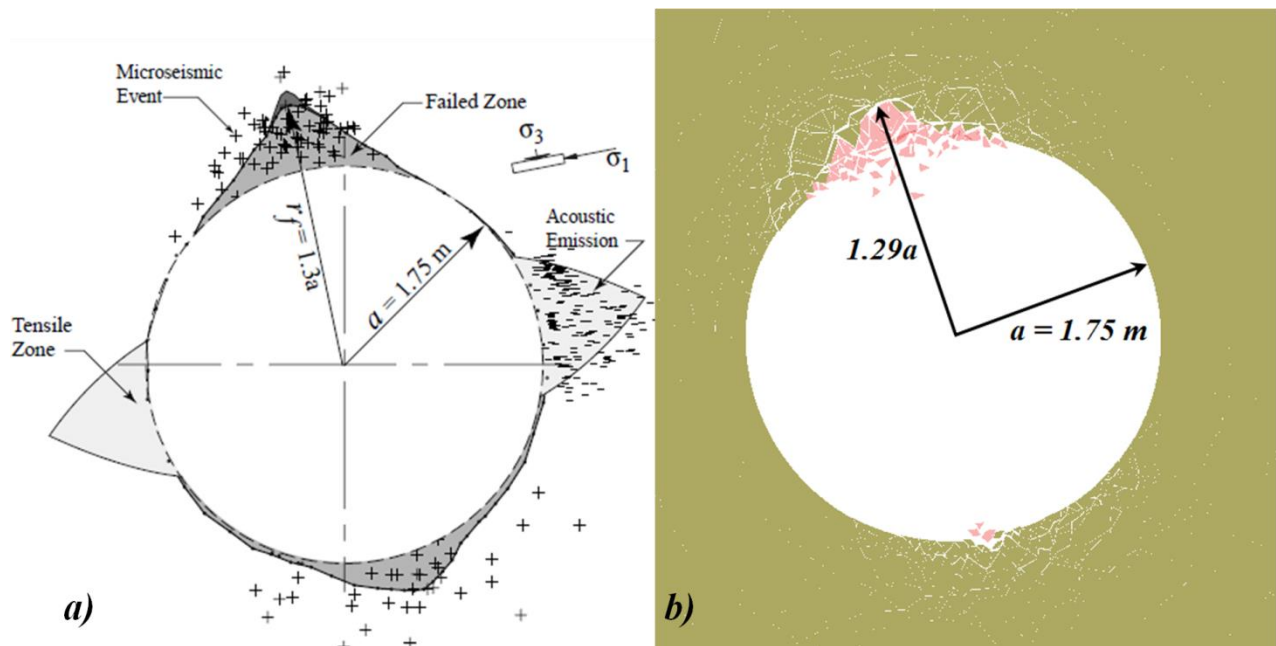 Microseismic
Event
Failed Zone
σ3
σ1
rf = 1.3a
a = 1.75 m
Acoustic
Emission
Tensile
Zone
a)
1.29a
a = 1.75 m
b)